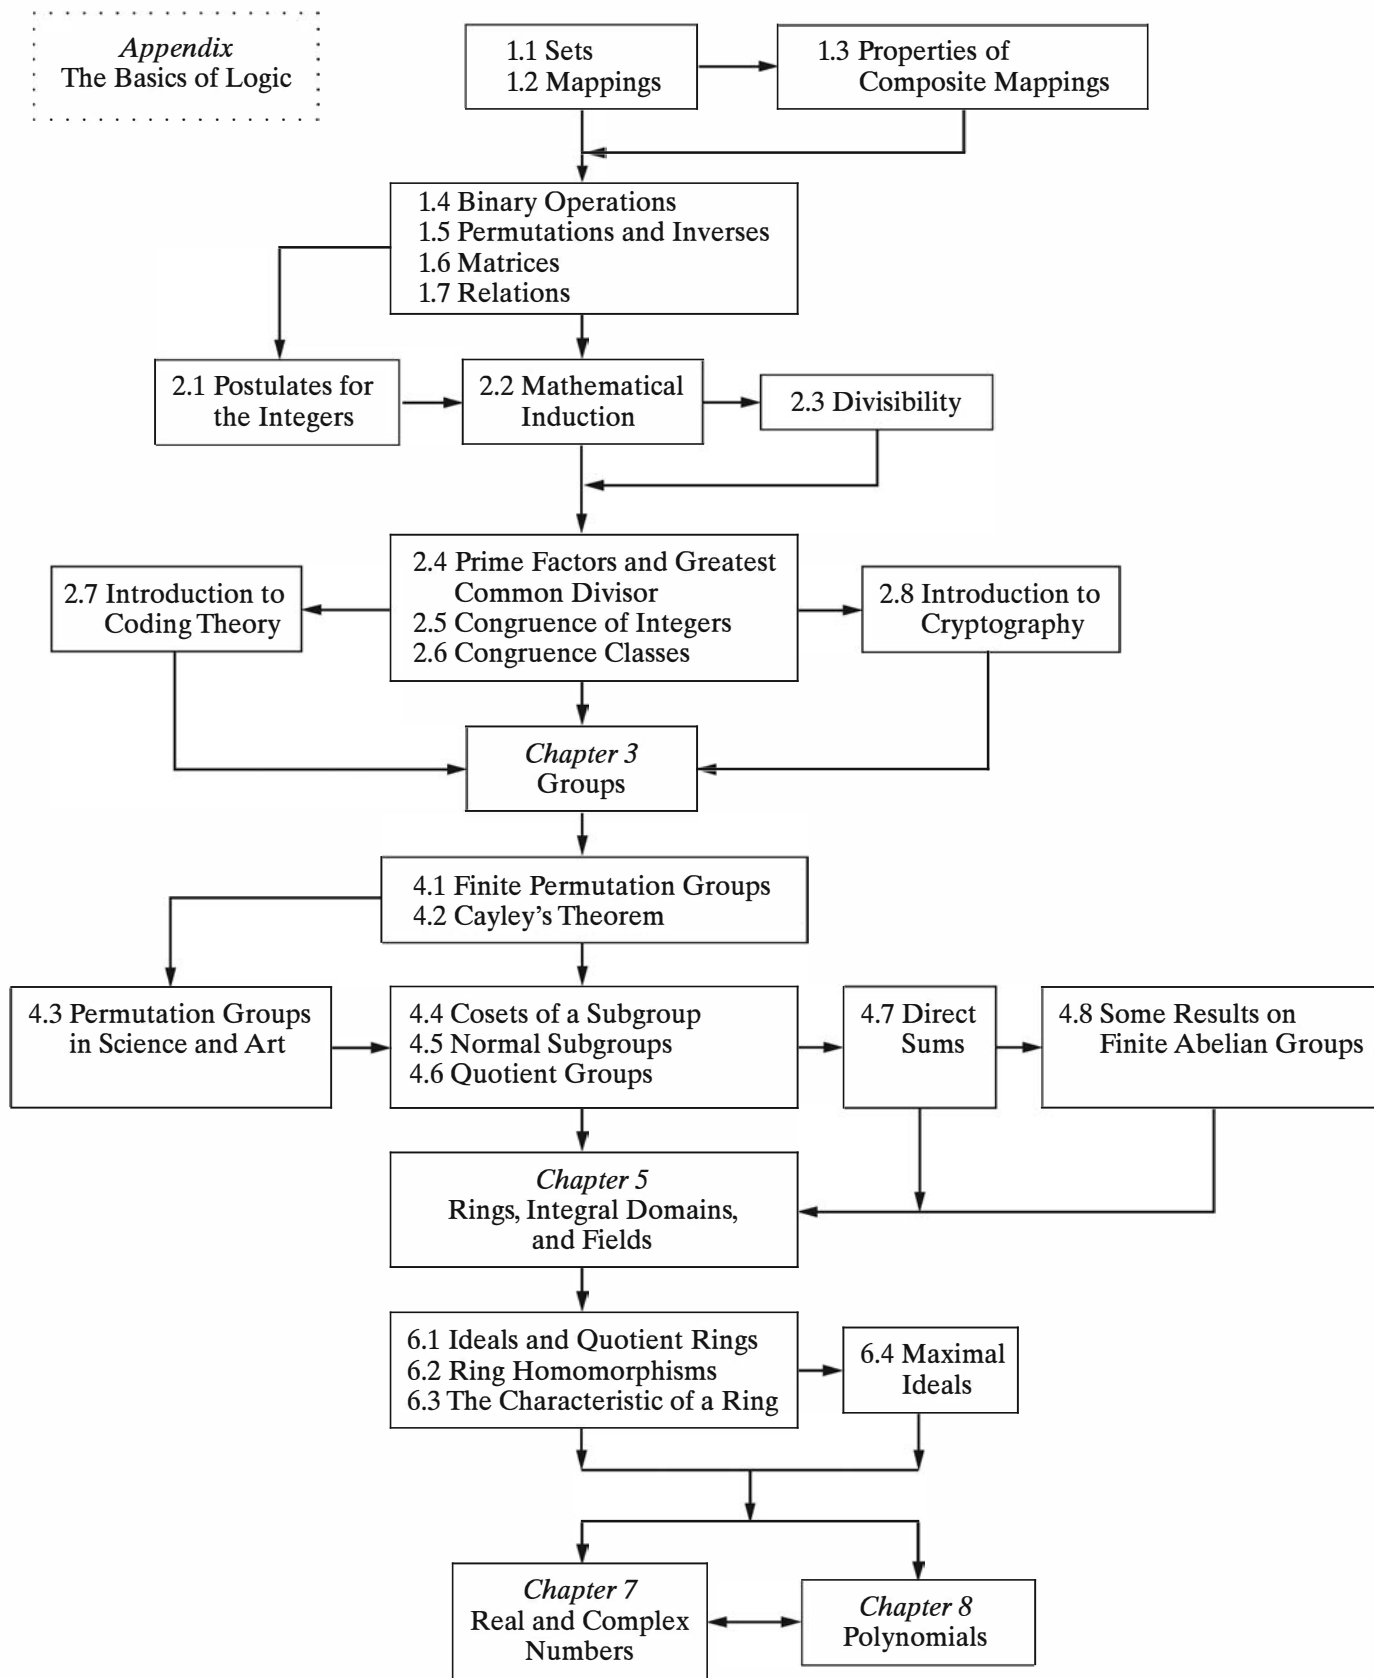 Appendix
The Basics of Logic
1.1 Sets
1.2 Mappings
1.3 Properties of
Composite Mappings
1.4 Binary Operations
1.5 Permutations and Inverses
1.6 Matrices
1.7 Relations
2.1 Postulates for
the Integers
2.2 Mathematical
Induction
2.3 Divisibility
2.7 Introduction to
Coding Theory
2.4 Prime Factors and Greatest
Common Divisor
2.5 Congruence of Integers
2.6 Congruence Classes
2.8 Introduction to
Cryptography
Chapter 3
Groups
4.1 Finite Permutation Groups
4.2 Cayley's Theorem
4.3 Permutation Groups
in Science and Art
4.4 Cosets of a Subgroup
4.5 Normal Subgroups
4.6 Quotient Groups
4.7 Direct
Sums
4.8 Some Results on
Finite Abelian Groups
Chapter 5
Rings, Integral Domains,
and Fields
6.1 Ideals and Quotient Rings
6.2 Ring Homomorphisms
6.3 The Characteristic of a Ring
6.4 Maximal
Ideals
Chapter 7
Real and Complex
Numbers
Chapter 8
Polynomials